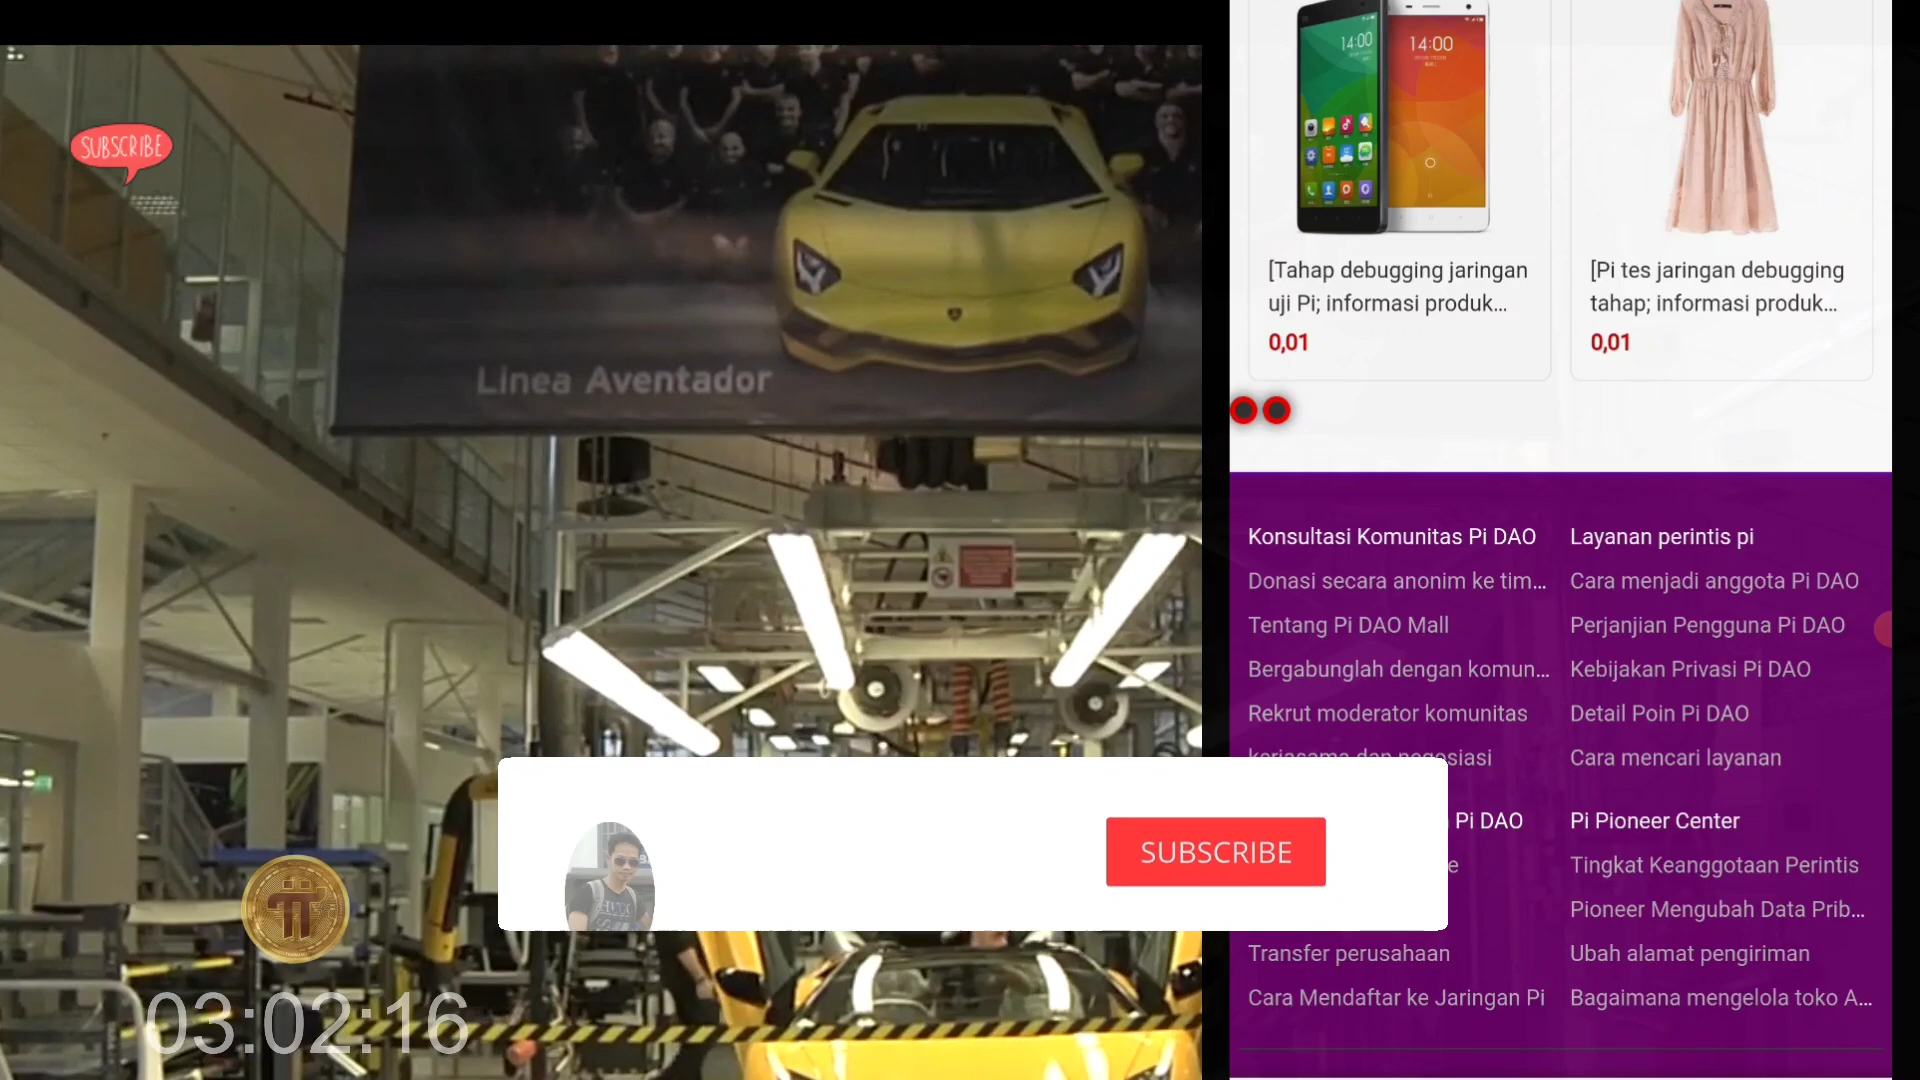 SUBSCRIBE
Linea Aventador
14:00
14:00
[Tahap debugging jaringan
uji Pi; informasi produk...
0,01
[Pi tes jaringan debugging
tahap; informasi produk...
0,01
Konsultasi Komunitas Pi DAO
Donasi secara anonim ke tim...
Tentang Pi DAO Mall
Bergabunglah dengan komun...
Rekrut moderator komunitas
kerjasama dan negosiasi
Layanan perintis pi
Cara menjadi anggota Pi DAO
Perjanjian Pengguna Pi DAO
Kebijakan Privasi Pi DAO
Detail Poin Pi DAO
Cara mencari layanan
Pi DAO
e
Transfer perusahaan
Cara Mendaftar ke Jaringan Pi
Pi Pioneer Center
Tingkat Keanggotaan Perintis
Pioneer Mengubah Data Prib...
Ubah alamat pengiriman
Bagaimana mengelola toko A...
SUBSCRIBE
03:02:16